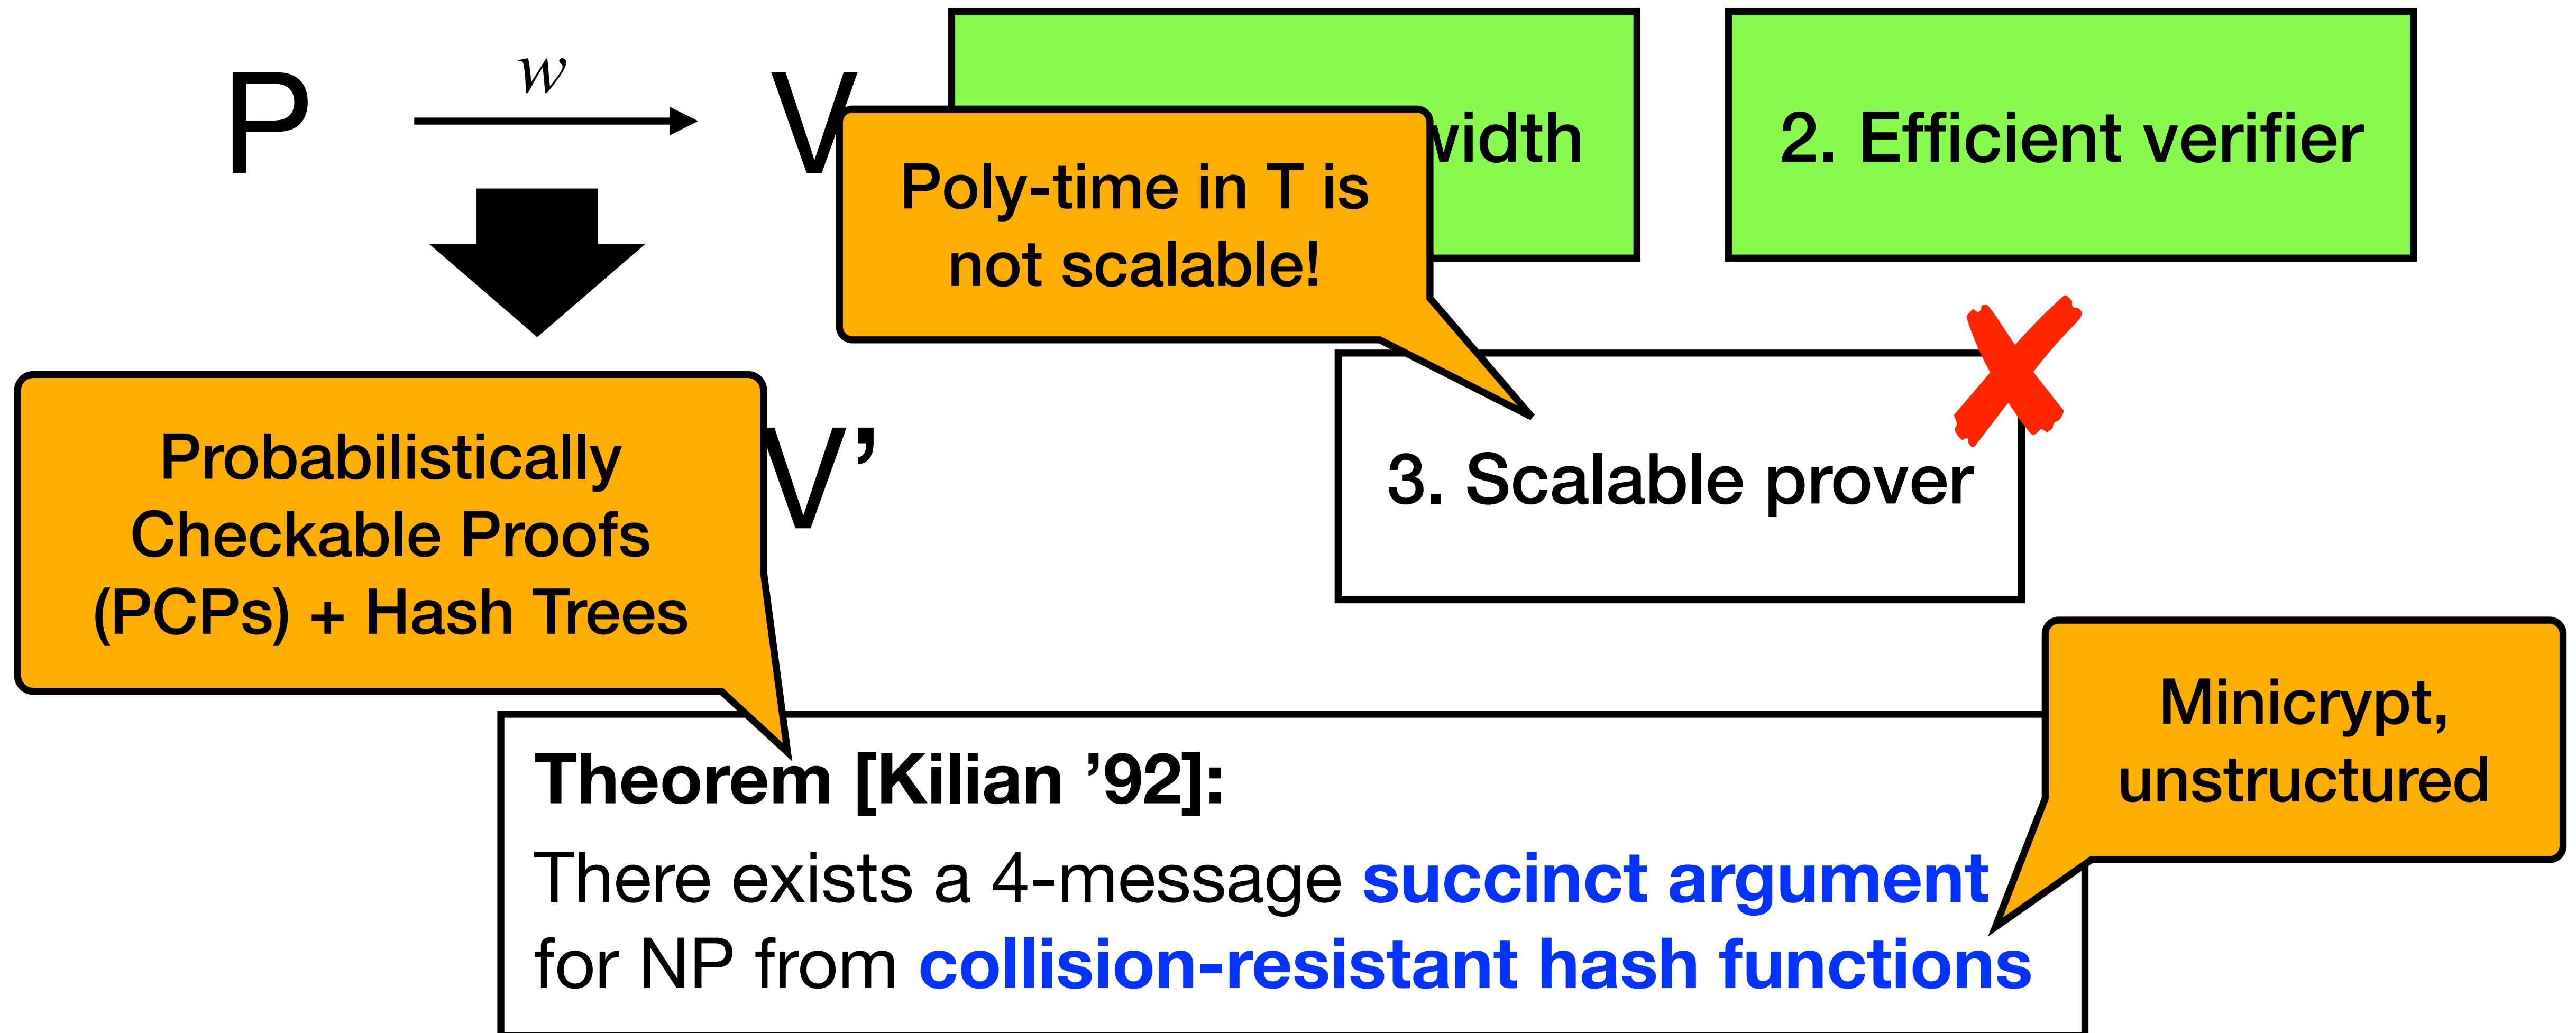 w
P
V
width
2. Efficient verifier
Poly-time in T is
not scalable!
Probabilistically
Checkable Proofs
(PCPs) + Hash Trees
V’
3. Scalable prover
Minicrypt,
unstructured
Theorem [Kilian ’92]:
There exists a 4-message succinct argument
for NP from collision-resistant hash functions